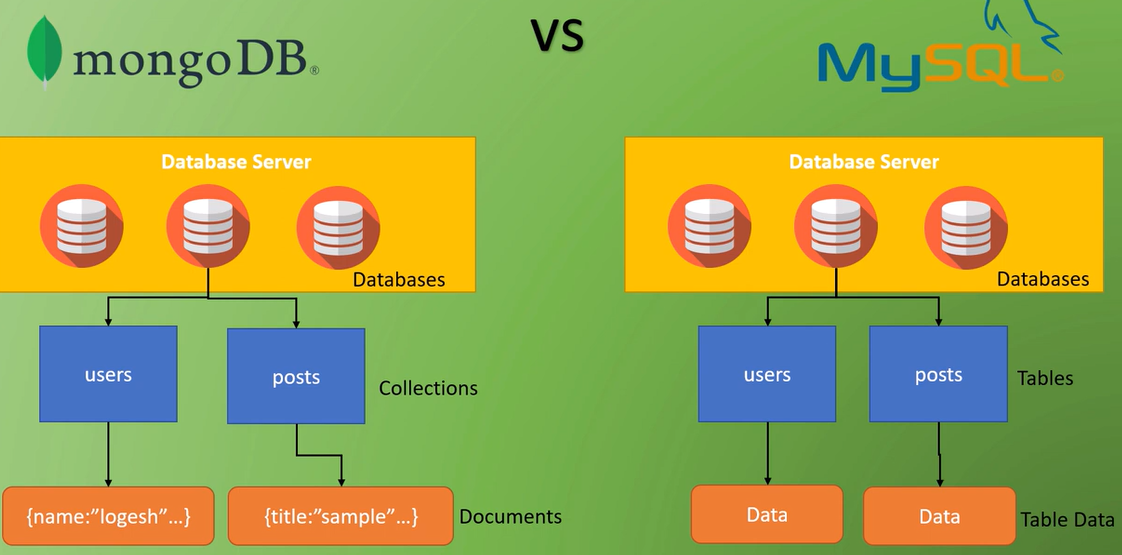 mongoDB®
VS
MySQL®
Database Server
Databases
users
posts
Collections
{name:”logesh”...}
{title:”sample”...}
Documents
Database Server
Databases
users
posts
Tables
Data
Data
Table Data